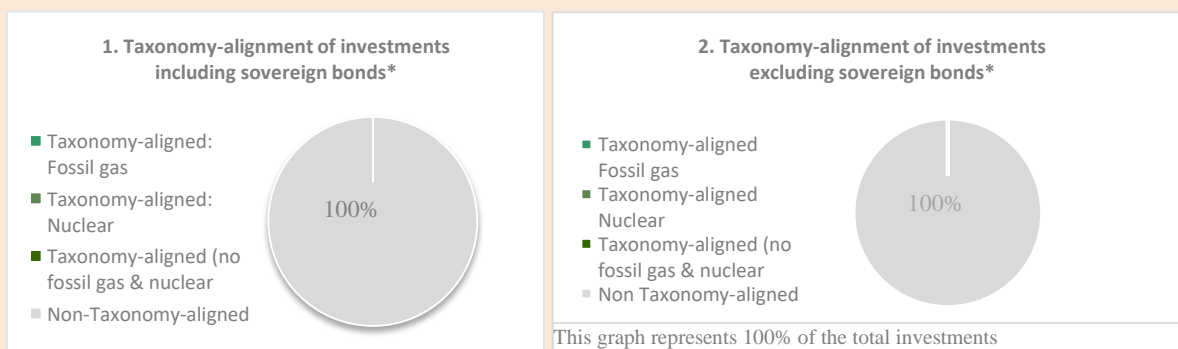 1. Taxonomy-alignment of investments
including sovereign bonds*
Taxonomy-aligned:
Fossil gas
Taxonomy-aligned:
Nuclear
Taxonomy-aligned (no
fossil gas & nuclear
Non-Taxonomy-aligned
100%
2. Taxonomy-alignment of investments
excluding sovereign bonds*
Taxonomy-aligned
Fossil gas
Taxonomy-aligned
Nuclear
Taxonomy-aligned (no
fossil gas & nuclear
Non Taxonomy-aligned
100%
This graph represents 100% of the total investments